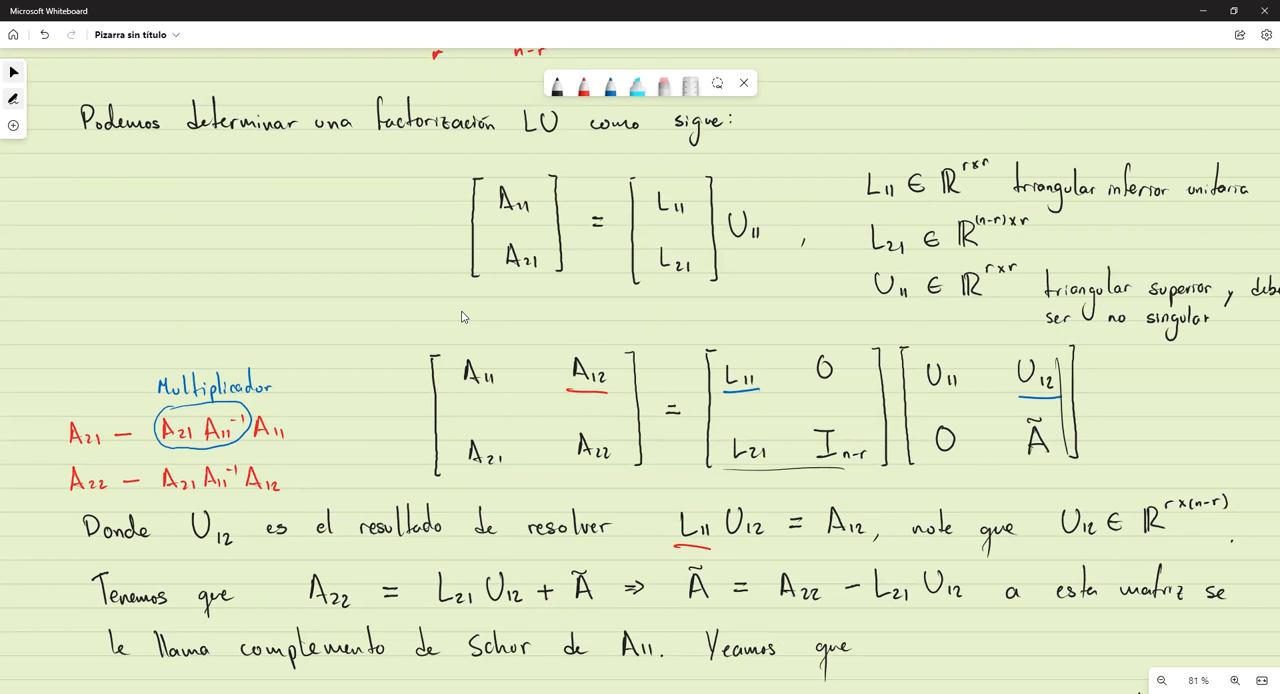 Microsoft Whiteboard
Pizarra sin título
r n-r
Podemos determinar una factorización LU como sigue:
[A₁₁ ; A₂₁] = [L₁₁ ; L₂₁] U₁₁ ,
L₁₁ ∈ ℝ^{r×r} triangular inferior unitaria
L₂₁ ∈ ℝ^{(n-r)×r}
U₁₁ ∈ ℝ^{r×r} triangular superior y debe
ser no singular
Multiplicador
A₂₁ − A₂₁ A₁₁⁻¹ A₁₁
A₂₂ − A₂₁ A₁₁⁻¹ A₁₂
[A₁₁ A₁₂ ; A₂₁ A₂₂] = [L₁₁ 0 ; L₂₁ I_{n-r}] [U₁₁ U₁₂ ; 0 Ã]
Donde U₁₂ es el resultado de resolver L₁₁ U₁₂ = A₁₂, note que U₁₂ ∈ ℝ^{r×(n-r)}.
Tenemos que A₂₂ = L₂₁ U₁₂ + Ã ⇒ Ã = A₂₂ − L₂₁ U₁₂ a esta matriz se
le llama complemento de Schur de A₁₁. Veamos que
81 %